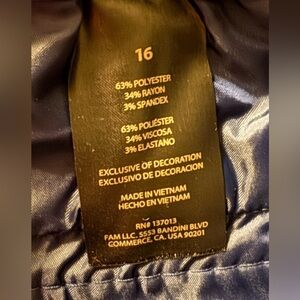 16
63% POLYESTER
34% RAYON
3% SPANDEX
63% POLIÉSTER
34% VISCOSA
3% ELASTANO
EXCLUSIVE OF DECORATION
EXCLUSIVO DE DECORACION
MADE IN VIETNAM
HECHO EN VIETNAM
RN# 137013
FAM LLC. 5553 BANDINI BLVD
COMMERCE, CA. USA 90201